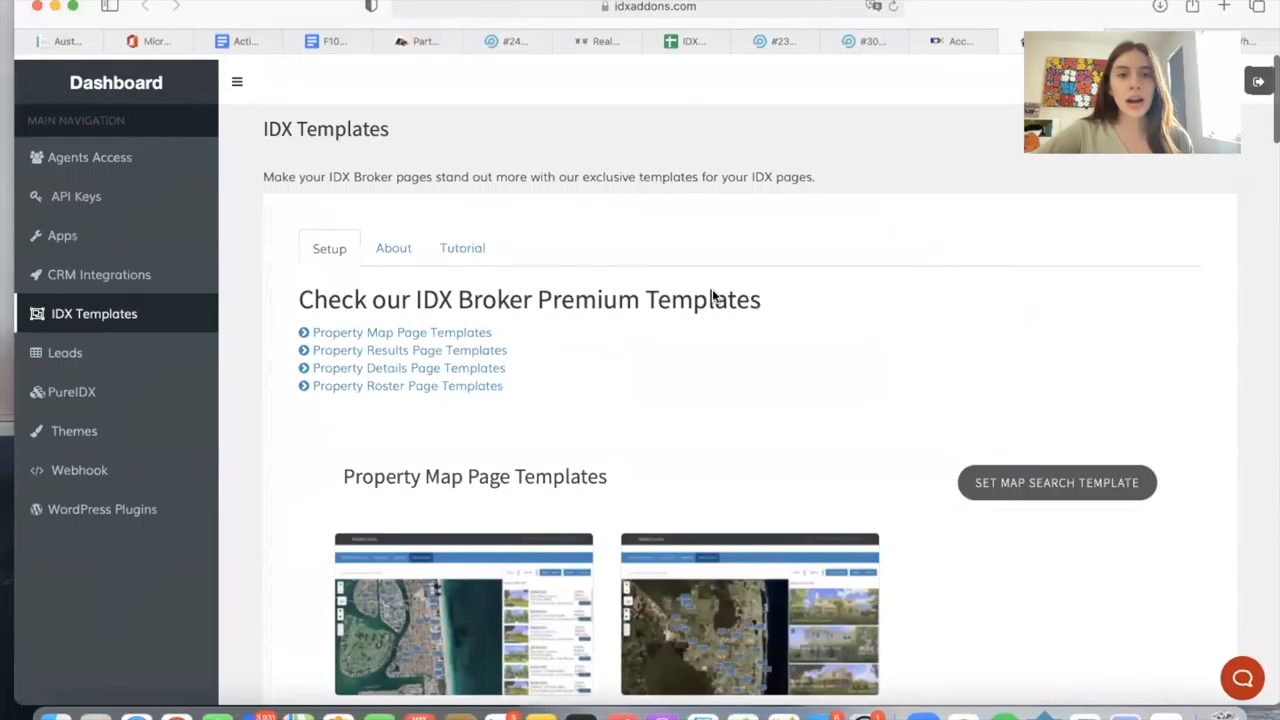 idxaddons.com
Aust...
Micr...
Acti...
F10...
Part...
#24...
W W Real...
IDX...
#23...
#30...
Acc...
Dashboard
MAIN NAVIGATION
Agents Access
API Keys
Apps
CRM Integrations
IDX Templates
Leads
PureIDX
Themes
Webhook
WordPress Plugins
IDX Templates
Make your IDX Broker pages stand out more with our exclusive templates for your IDX pages.
Setup
About
Tutorial
Check our IDX Broker Premium Templates
Property Map Page Templates
Property Results Page Templates
Property Details Page Templates
Property Roster Page Templates
Property Map Page Templates
SET MAP SEARCH TEMPLATE